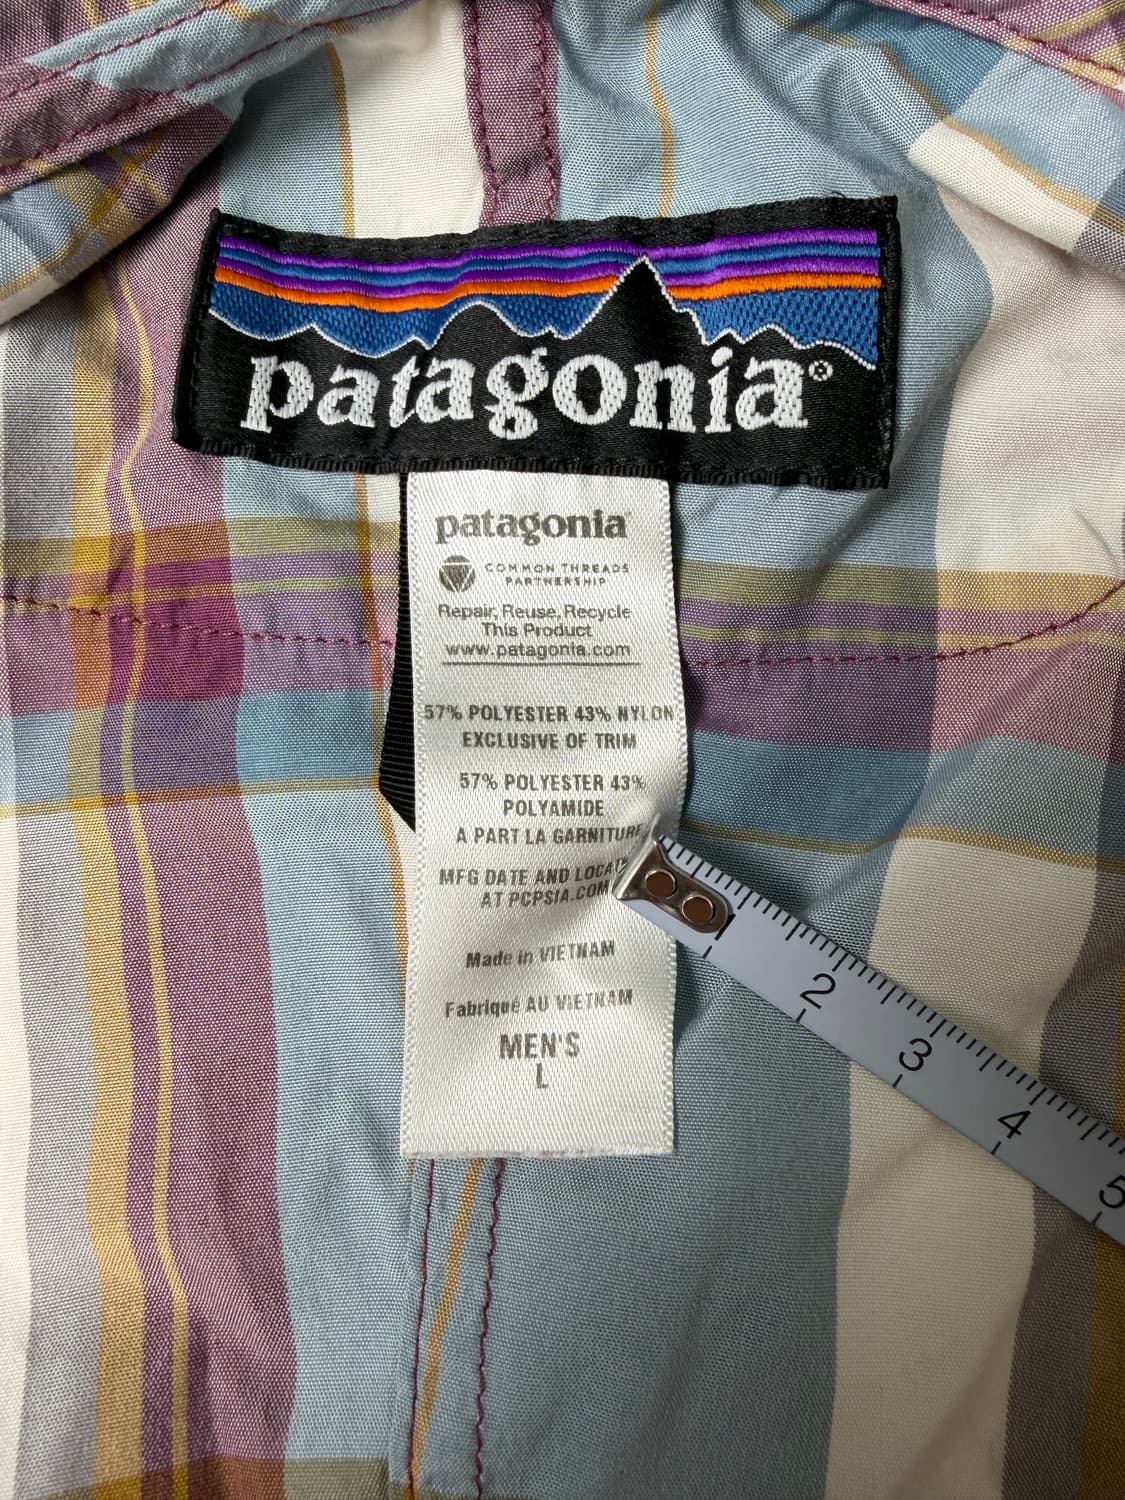 patagonia®
patagonia
COMMON THREADS
PARTNERSHIP
Repair, Reuse, Recycle
This Product
www.patagonia.com
57% POLYESTER 43% NYLON
EXCLUSIVE OF TRIM
57% POLYESTER 43%
POLYAMIDE
A PART LA GARNITURE
MFG DATE AND
AT PCPSIA.COM
Made in VIETNAM
Fabriqué AU VIETNAM
MEN'S
L
2
3
4
5